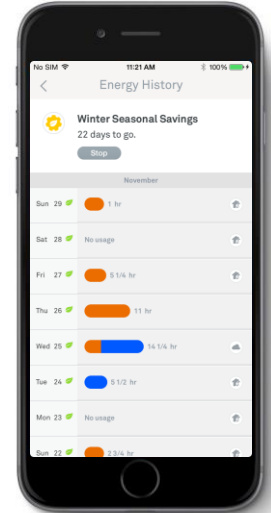 No SIM 11:21 AM 100%
Energy History
Winter Seasonal Savings
22 days to go.
Stop
November
Sun 29 1 hr
Sat 28 No usage
Fri 27 5 1/4 hr
Thu 26 11 hr
Wed 25 14 1/4 hr
Tue 24 5 1/2 hr
Mon 23 No usage
Sun 22 2 3/4 hr